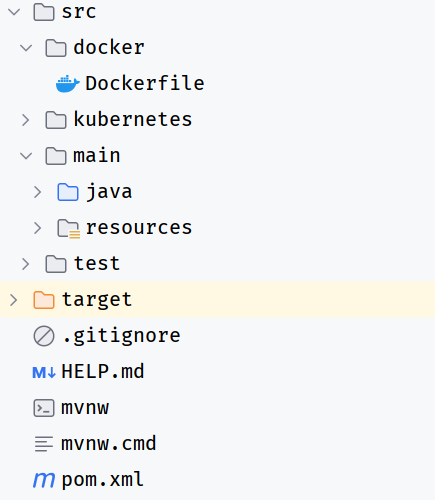 src
docker
Dockerfile
kubernetes
main
java
resources
test
target
.gitignore
M↓ HELP.md
mvnw
mvnw.cmd
m pom.xml